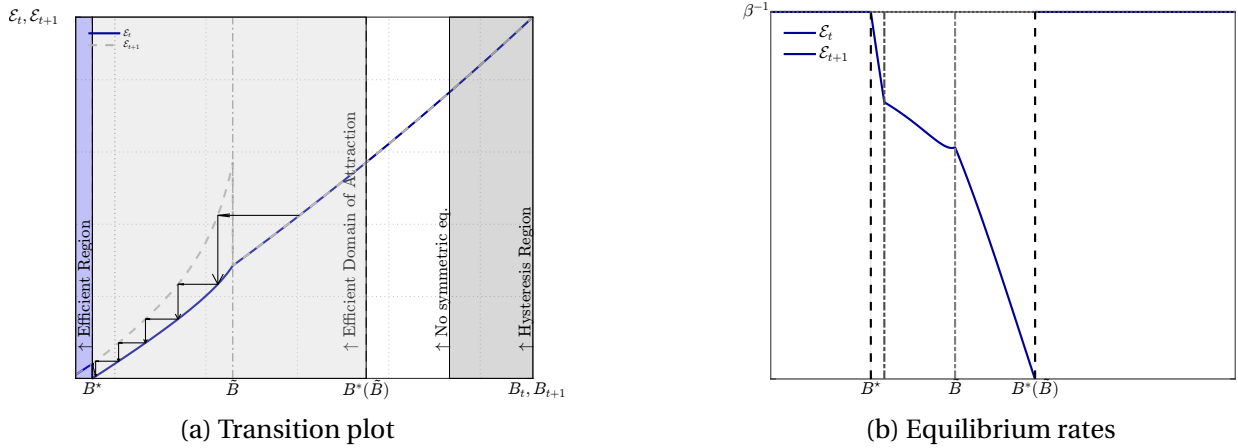 ℰ_t, ℰ_{t+1}
ℰ_t
ℰ_{t+1}
↑ Efficient Region
↑ Efficient Domain of Attraction
↑ No symmetric eq.
↑ Hysteresis Region
B⋆
B̃
B*(B̃)
B_t, B_{t+1}
(a) Transition plot
β^{-1}
ℰ_t
ℰ_{t+1}
B⋆
B̃
B*(B̃)
(b) Equilibrium rates